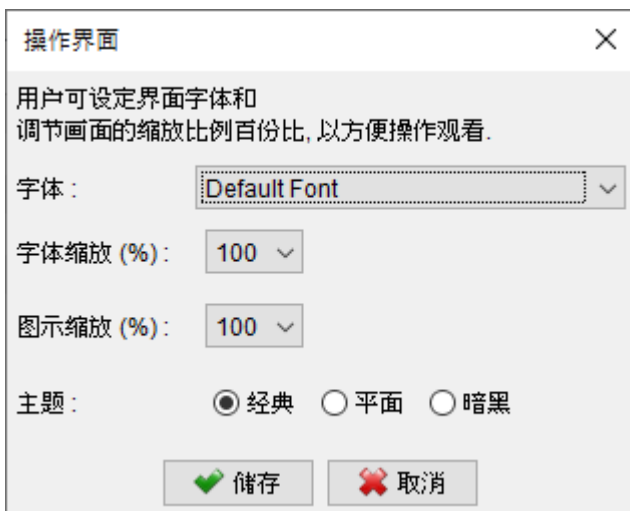 操作界面
用户可设定界面字体和
调节画面的缩放比例百份比, 以方便操作观看.
字体 : Default Font
字体缩放 (%) : 100
图示缩放 (%) : 100
主题 : 经典 平面 暗黑
储存 取消